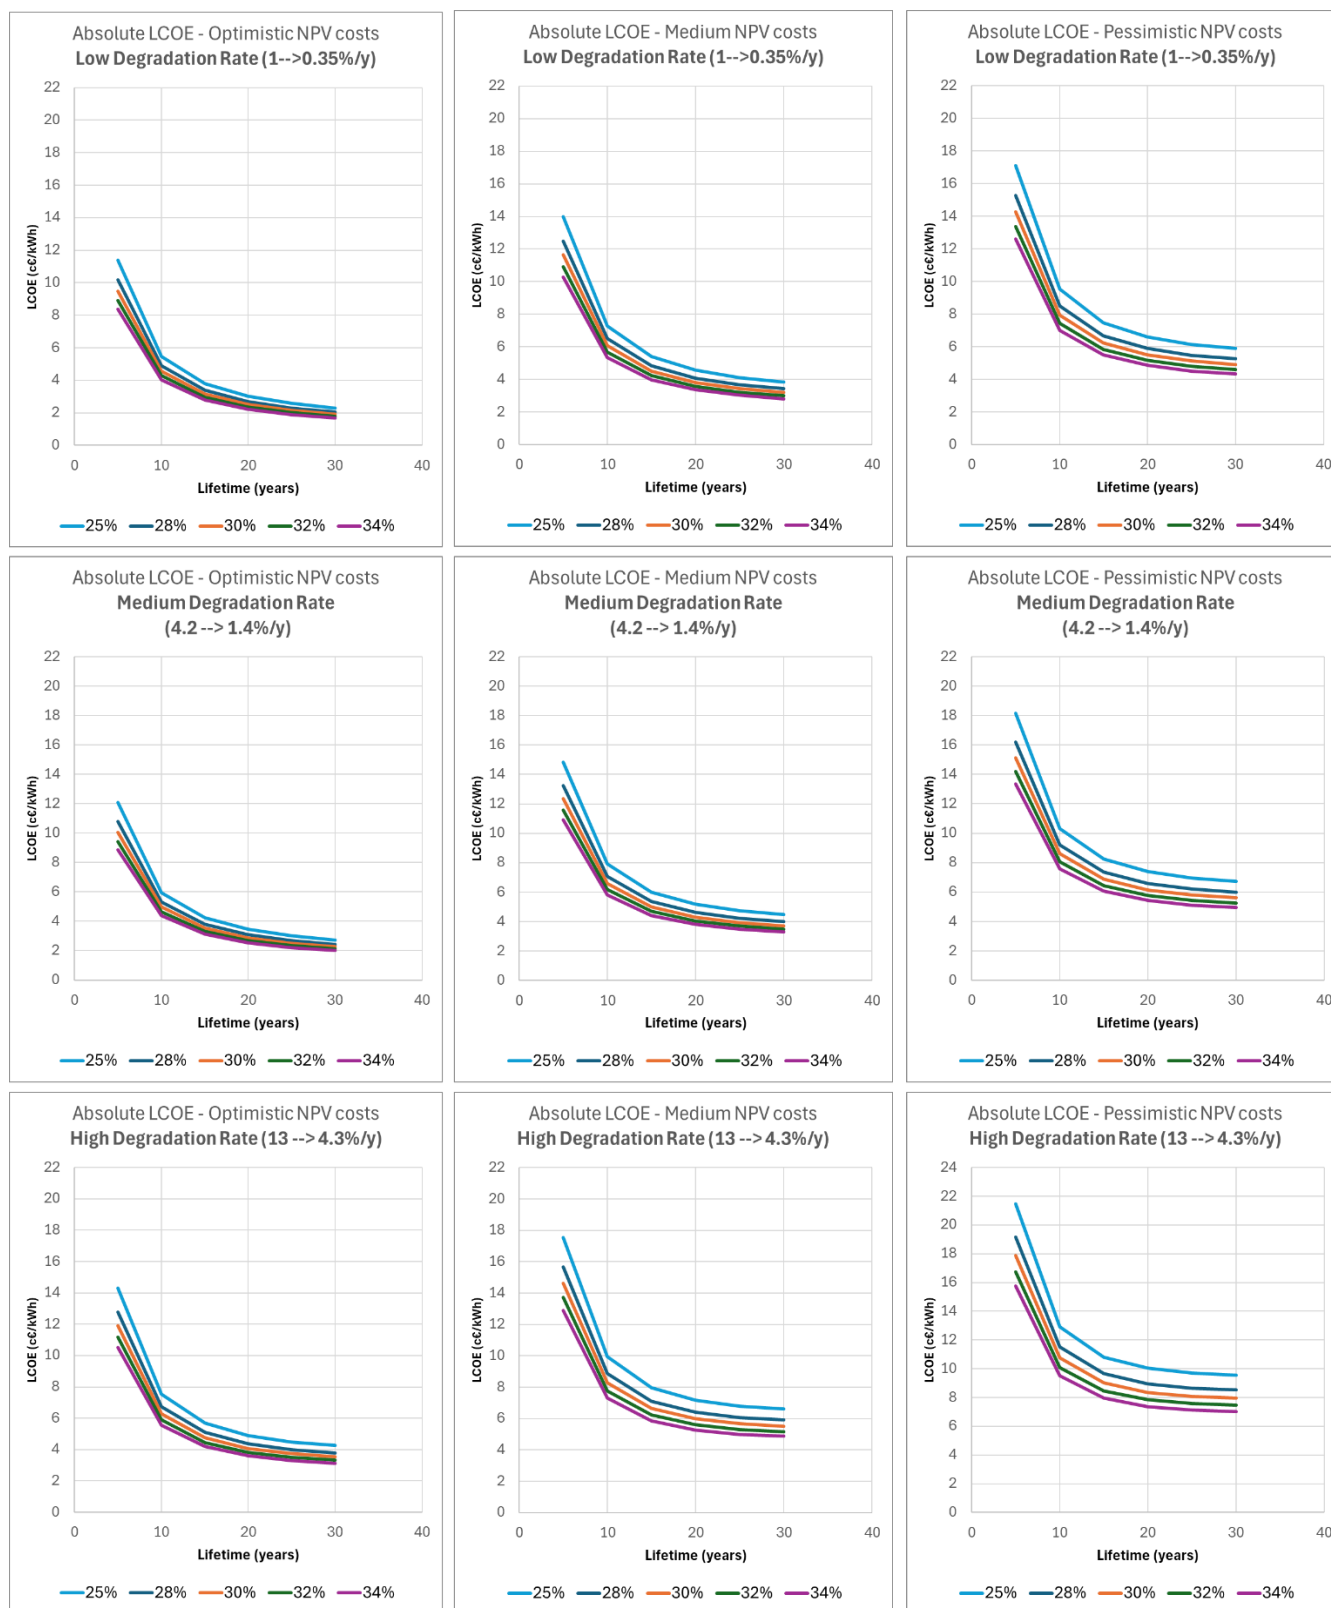 Absolute LCOE - Optimistic NPV costs
Low Degradation Rate (1-->0.35%/y)
22
20
18
16
14
12
10
8
6
4
2
0
LCOE (c€/kWh)
0 10 20 30 40
Lifetime (years)
25% 28% 30% 32% 34%
Absolute LCOE - Medium NPV costs
Low Degradation Rate (1-->0.35%/y)
22
20
18
16
14
12
10
8
6
4
2
0
LCOE (c€/kWh)
0 10 20 30 40
Lifetime (years)
25% 28% 30% 32% 34%
Absolute LCOE - Pessimistic NPV costs
Low Degradation Rate (1-->0.35%/y)
22
20
18
16
14
12
10
8
6
4
2
0
LCOE (c€/kWh)
0 10 20 30 40
Lifetime (years)
25% 28% 30% 32% 34%
Absolute LCOE - Optimistic NPV costs
Medium Degradation Rate
(4.2 --> 1.4%/y)
22
20
18
16
14
12
10
8
6
4
2
0
LCOE (c€/kWh)
0 10 20 30 40
Lifetime (years)
25% 28% 30% 32% 34%
Absolute LCOE - Medium NPV costs
Medium Degradation Rate
(4.2 --> 1.4%/y)
22
20
18
16
14
12
10
8
6
4
2
0
LCOE (c€/kWh)
0 10 20 30 40
Lifetime (years)
25% 28% 30% 32% 34%
Absolute LCOE - Pessimistic NPV costs
Medium Degradation Rate
(4.2 --> 1.4%/y)
22
20
18
16
14
12
10
8
6
4
2
0
LCOE (c€/kWh)
0 10 20 30 40
Lifetime (years)
25% 28% 30% 32% 34%
Absolute LCOE - Optimistic NPV costs
High Degradation Rate (13 --> 4.3%/y)
22
20
18
16
14
12
10
8
6
4
2
0
LCOE (c€/kWh)
0 10 20 30 40
Lifetime (years)
25% 28% 30% 32% 34%
Absolute LCOE - Medium NPV costs
High Degradation Rate (13 --> 4.3%/y)
22
20
18
16
14
12
10
8
6
4
2
0
LCOE (c€/kWh)
0 10 20 30 40
Lifetime (years)
25% 28% 30% 32% 34%
Absolute LCOE - Pessimistic NPV costs
High Degradation Rate (13 --> 4.3%/y)
24
22
20
18
16
14
12
10
8
6
4
2
0
LCOE (c€/kWh)
0 10 20 30 40
Lifetime (years)
25% 28% 30% 32% 34%